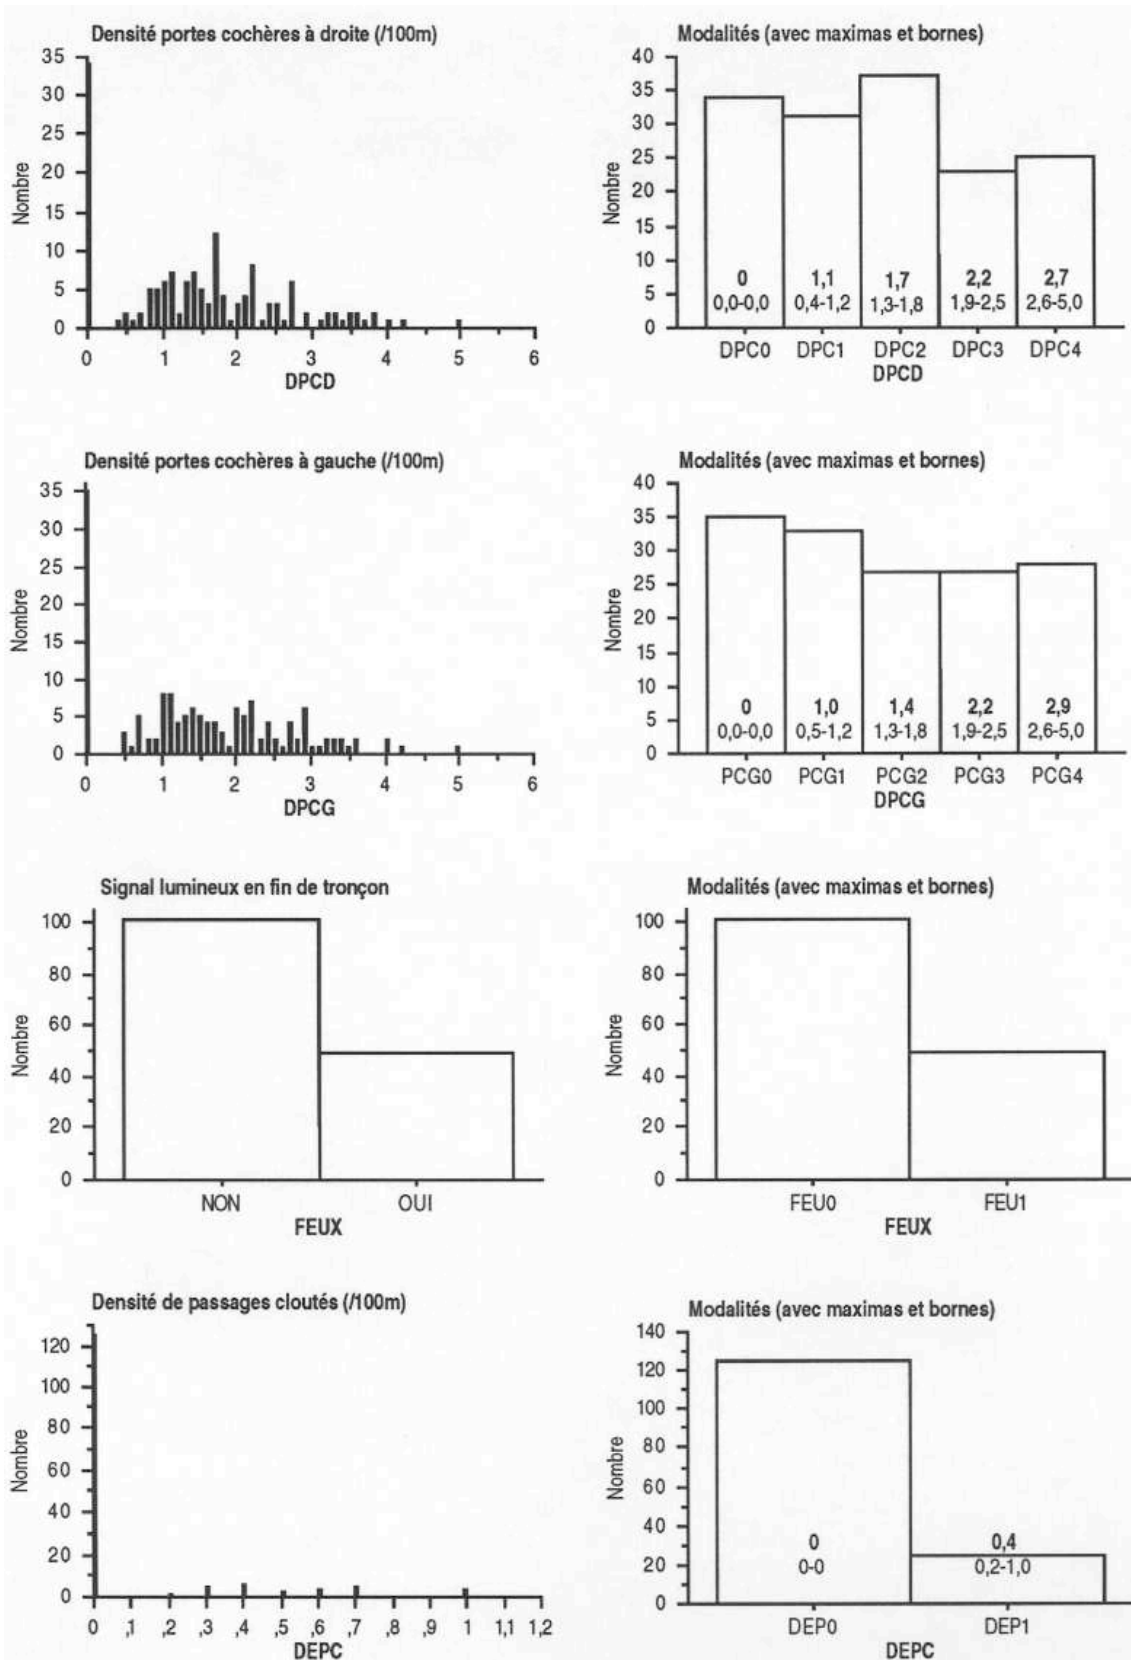 Densité portes cochères à droite (/100m)
35
30
25
20
15
10
5
0
Nombre
0 1 2 3 4 5 6
DPCD
Modalités (avec maximas et bornes)
40
35
30
25
20
15
10
5
0
Nombre
0 1,1 1,7 2,2 2,7
0,0-0,0 0,4-1,2 1,3-1,8 1,9-2,5 2,6-5,0
DPC0 DPC1 DPC2 DPC3 DPC4
DPCD
Densité portes cochères à gauche (/100m)
35
30
25
20
15
10
5
0
Nombre
0 1 2 3 4 5 6
DPCG
Modalités (avec maximas et bornes)
40
35
30
25
20
15
10
5
0
Nombre
0 1,0 1,4 2,2 2,9
0,0-0,0 0,5-1,2 1,3-1,8 1,9-2,5 2,6-5,0
PCG0 PCG1 PCG2 PCG3 PCG4
DPCG
Signal lumineux en fin de tronçon
100
80
60
40
20
0
Nombre
NON OUI
FEUX
Modalités (avec maximas et bornes)
100
80
60
40
20
0
Nombre
FEU0 FEU1
FEUX
Densité de passages cloutés (/100m)
120
100
80
60
40
20
0
Nombre
0 ,1 ,2 ,3 ,4 ,5 ,6 ,7 ,8 ,9 1 1,1 1,2
DEPC
Modalités (avec maximas et bornes)
140
120
100
80
60
40
20
0
Nombre
0 0,4
0-0 0,2-1,0
DEP0 DEP1
DEPC